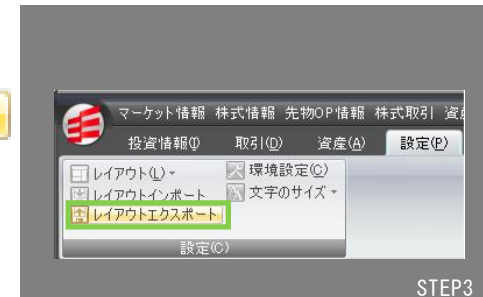 マーケット情報 株式情報 先物OP情報 株式取引
投資情報(I) 取引(D) 資産(A) 設定(P)
レイアウト(L) 環境設定(C)
レイアウトインポート 文字のサイズ
レイアウトエクスポート
設定(C)
STEP3